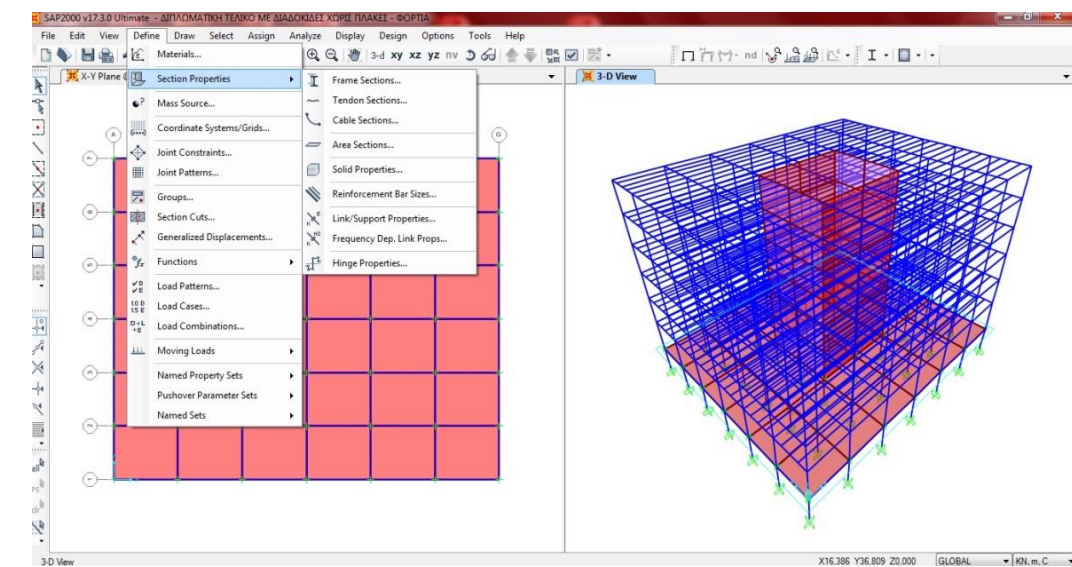 SAP2000 v17.3.0 Ultimate - ΔΙΠΛΩΜΑΤΙΚΗ ΤΕΛΙΚΟ ΜΕ ΔΙΑΔΟΚΙΔΕΣ ΧΩΡΙΣ ΠΛΑΚΕΣ - ΦΟΡΤΙΑ
File Edit View Define Draw Select Assign Analyze Display Design Options Tools Help
3-d xy xz yz nv
nd
X-Y Plane
3-D View
Materials...
Section Properties
Mass Source...
Coordinate Systems/Grids...
Joint Constraints...
Joint Patterns...
Groups...
Section Cuts...
Generalized Displacements...
Functions
Load Patterns...
Load Cases...
Load Combinations...
Moving Loads
Named Property Sets
Pushover Parameter Sets
Named Sets
Frame Sections...
Tendon Sections...
Cable Sections...
Area Sections...
Solid Properties...
Reinforcement Bar Sizes...
Link/Support Properties...
Frequency Dep. Link Props...
Hinge Properties...
A
G
all
3-D View
X16,386 Y36,809 Z0,000
GLOBAL
KN, m, C